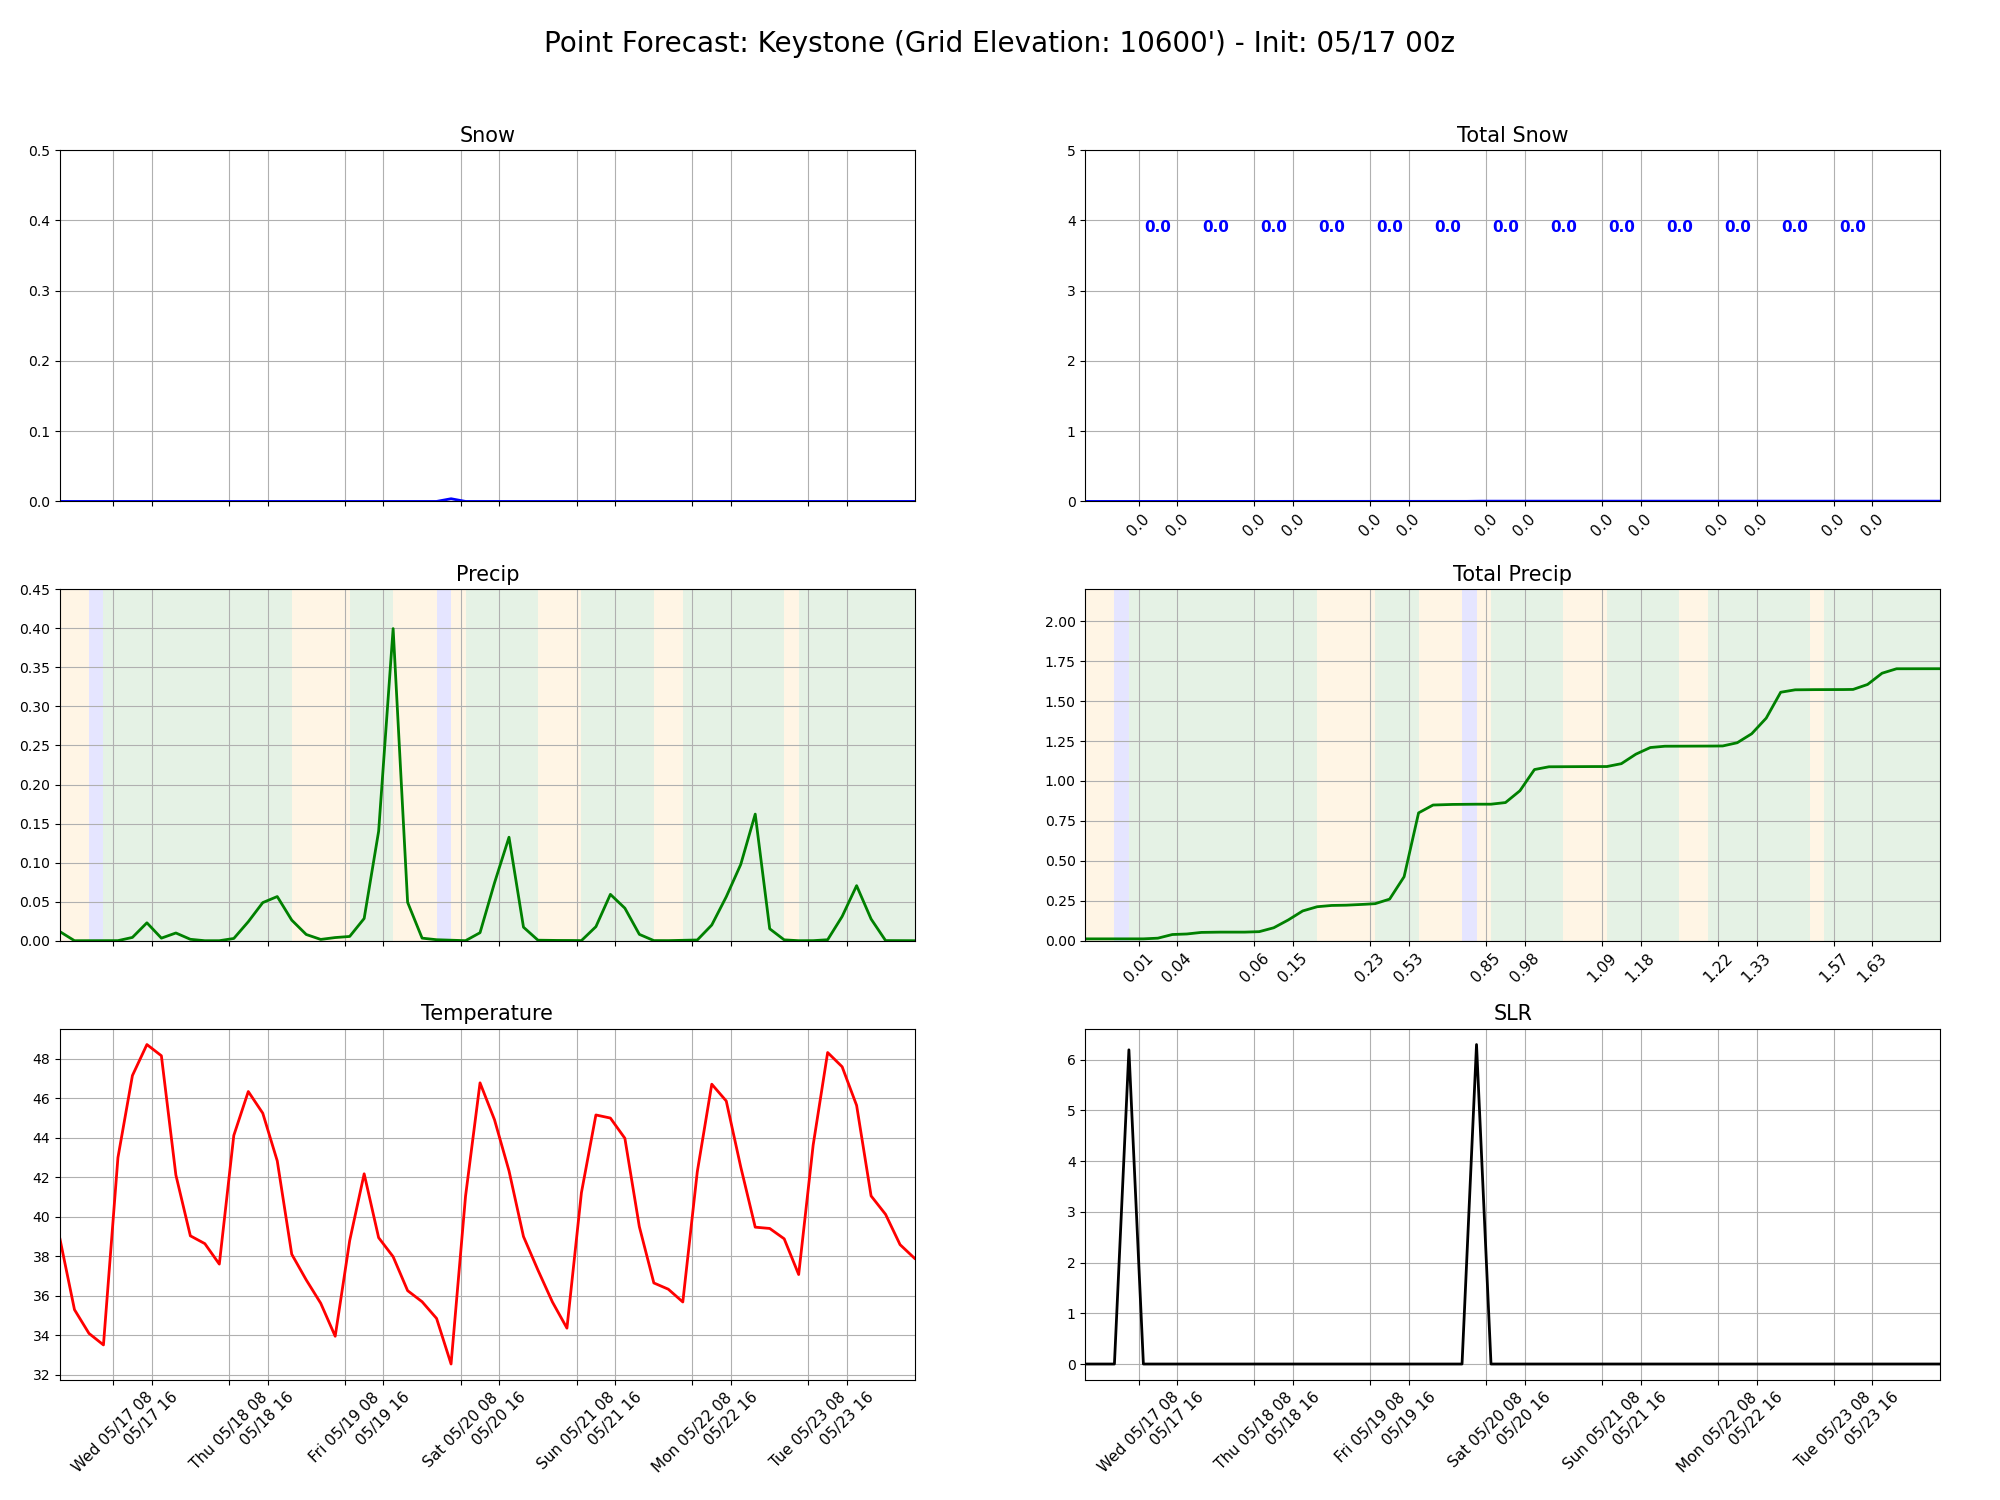 Point Forecast: Keystone (Grid Elevation: 10600') - Init: 05/17 00z
Snow
0.5
0.4
0.3
0.2
0.1
0.0
Total Snow
5
4
3
2
1
0
0.0 0.0 0.0 0.0 0.0 0.0 0.0 0.0 0.0 0.0 0.0 0.0 0.0
0.0 0.0 0.0 0.0 0.0 0.0 0.0 0.0 0.0 0.0 0.0 0.0 0.0 0.0
Precip
0.45
0.40
0.35
0.30
0.25
0.20
0.15
0.10
0.05
0.00
Total Precip
2.00
1.75
1.50
1.25
1.00
0.75
0.50
0.25
0.00
0.01 0.04 0.06 0.15 0.23 0.53 0.85 0.98 1.09 1.18 1.22 1.33 1.57 1.63
Temperature
48
46
44
42
40
38
36
34
32
Wed 05/17 08
05/17 16
Thu 05/18 08
05/18 16
Fri 05/19 08
05/19 16
Sat 05/20 08
05/20 16
Sun 05/21 08
05/21 16
Mon 05/22 08
05/22 16
Tue 05/23 08
05/23 16
SLR
6
5
4
3
2
1
0
Wed 05/17 08
05/17 16
Thu 05/18 08
05/18 16
Fri 05/19 08
05/19 16
Sat 05/20 08
05/20 16
Sun 05/21 08
05/21 16
Mon 05/22 08
05/22 16
Tue 05/23 08
05/23 16